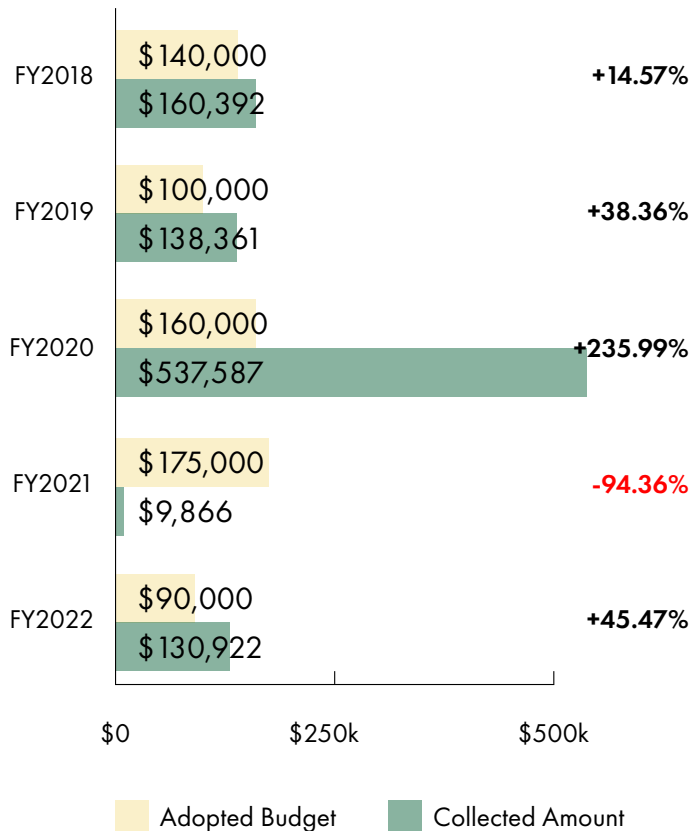 $140,000
FY2018 +14.57%
$160,392
$100,000
FY2019 +38.36%
$138,361
$160,000
FY2020 +235.99%
$537,587
$175,000
FY2021 -94.36%
$9,866
$90,000
FY2022 +45.47%
$130,922
$0 $250k $500k
Adopted Budget Collected Amount